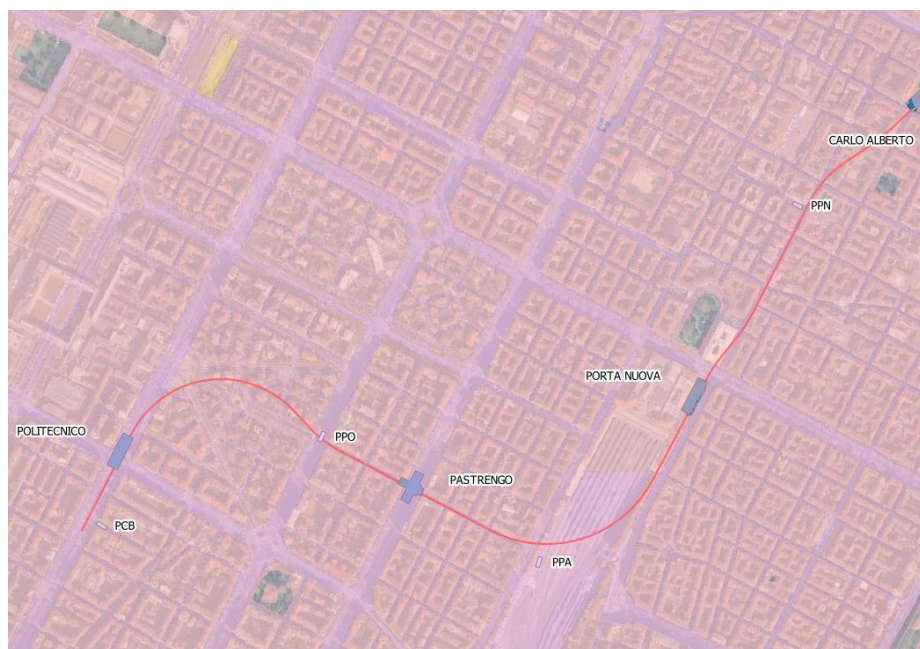 CARLO ALBERTO
PPN
PORTA NUOVA
POLITECNICO
PPO
PASTRENGO
PCB
PPA